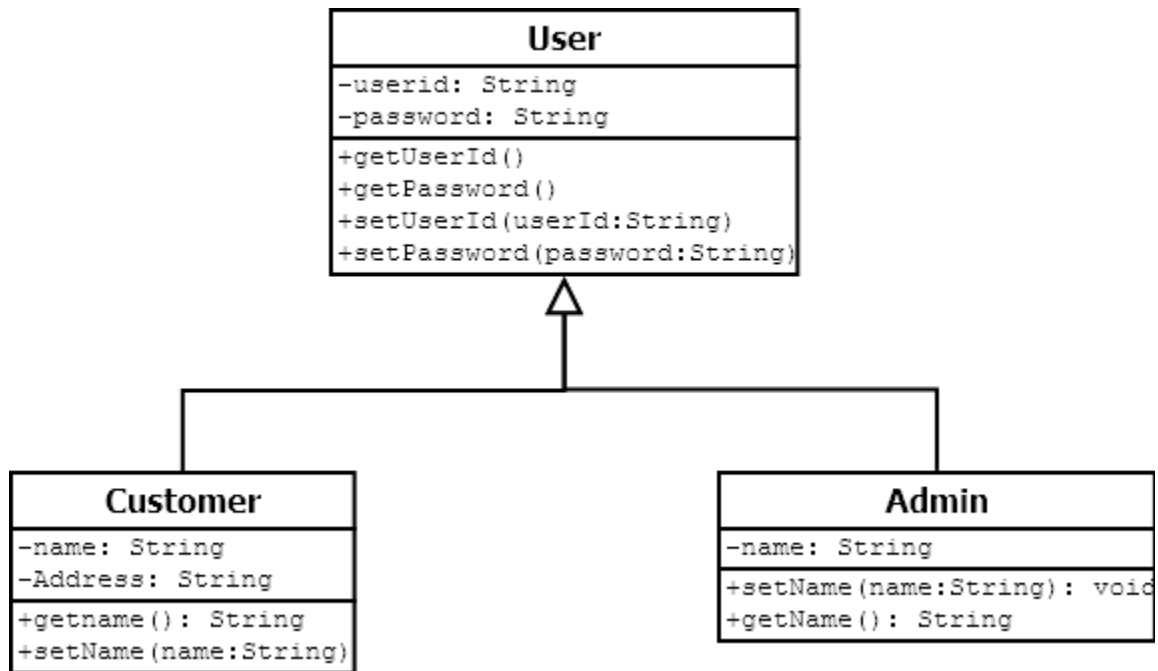 User
-userid: String
-password: String
+getUserId()
+getPassword()
+setUserId(userId:String)
+setPassword(password:String)
Customer
-name: String
-Address: String
+getname(): String
+setName(name:String)
Admin
-name: String
+setName(name:String): void
+getName(): String